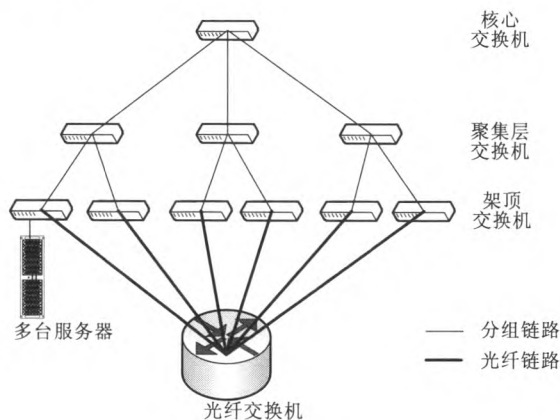 核心
交换机
聚集层
交换机
架顶
交换机
多台服务器
分组链路
光纤链路
光纤交换机